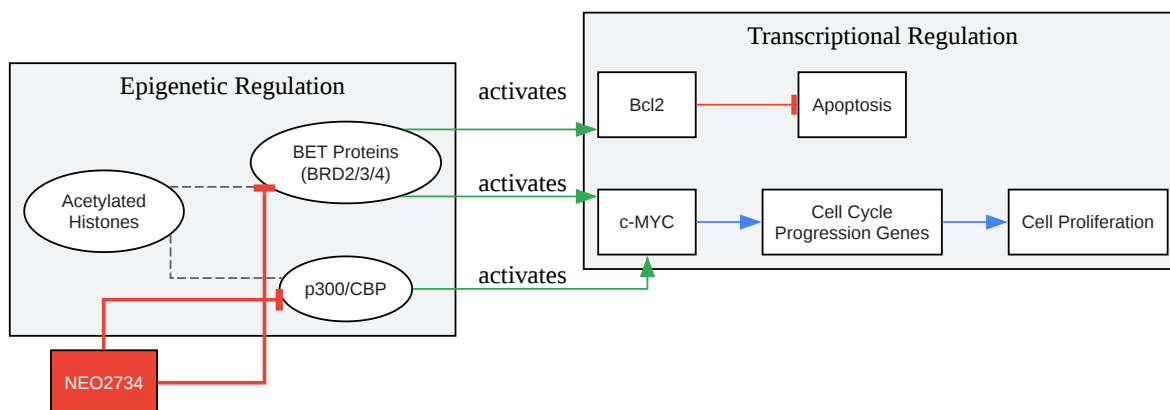 Transcriptional Regulation
Epigenetic Regulation
activates
Bcl2
Apoptosis
BET Proteins
(BRD2/3/4)
Acetylated
Histones
activates
c-MYC
Cell Cycle
Progression Genes
Cell Proliferation
activates
p300/CBP
NEO2734